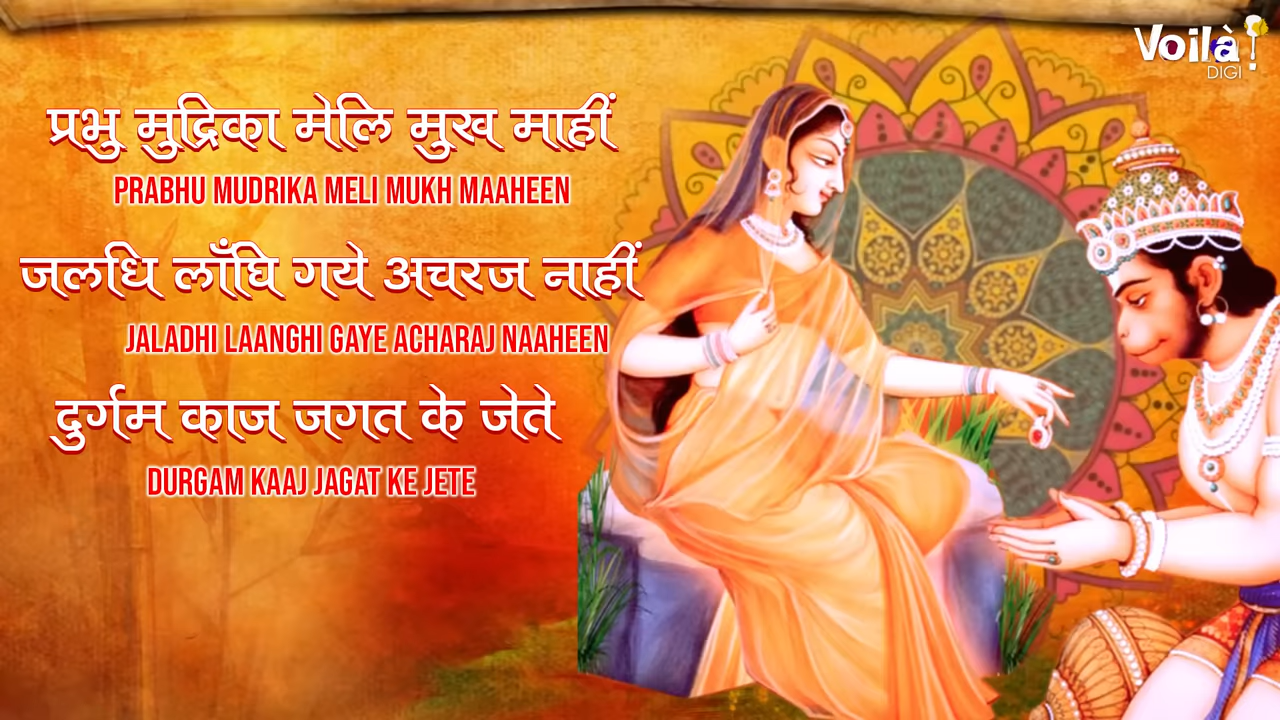 Voilà!
DIGI
प्रभु मुद्रिका मेलि मुख माहीं
PRABHU MUDRIKA MELI MUKH MAAHEEN
जलधि लाँघि गये अचरज नाहीं
JALADHI LAANGHI GAYE ACHARAJ NAAHEEN
दुर्गम काज जगत के जेते
DURGAM KAAJ JAGAT KE JETE